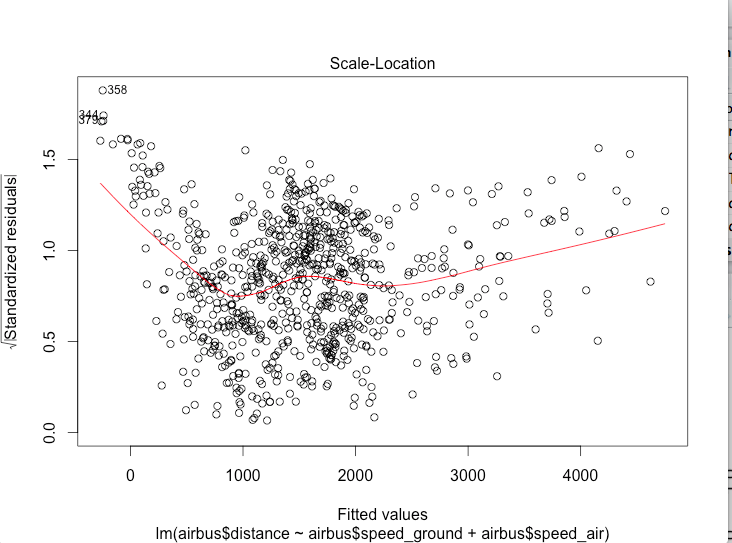 Scale-Location
358
344
379
√|Standardized residuals|
0.0 0.5 1.0 1.5
0 1000 2000 3000 4000
Fitted values
lm(airbus$distance ~ airbus$speed_ground + airbus$speed_air)